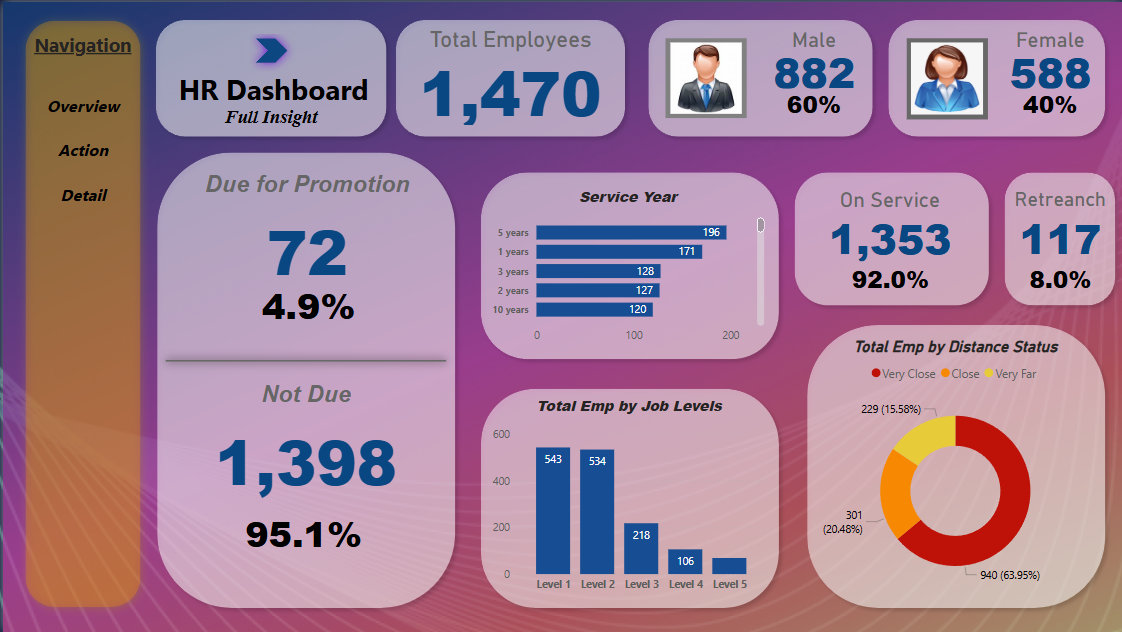 Navigation
Overview
Action
Detail
HR Dashboard
Full Insight
Total Employees
1,470
Male
882
60%
Female
588
40%
Due for Promotion
72
4.9%
Not Due
1,398
95.1%
Service Year
5 years
196
1 years
171
3 years
128
2 years
127
10 years
120
0 100 200
On Service
1,353
92.0%
Retreanch
117
8.0%
Total Emp by Job Levels
600
400
200
0
543
534
218
106
Level 1 Level 2 Level 3 Level 4 Level 5
Total Emp by Distance Status
Very Close Close Very Far
229 (15.58%)
301
(20.48%)
940 (63.95%)